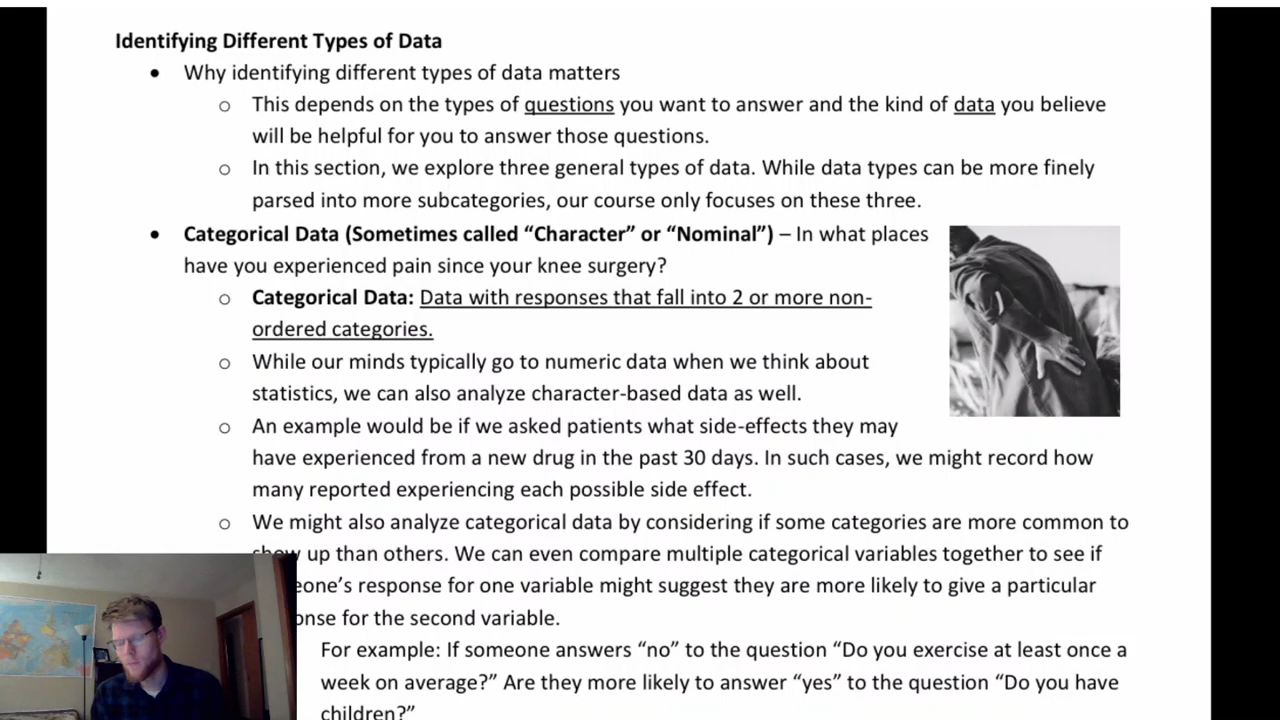 Identifying Different Types of Data
• Why identifying different types of data matters
o This depends on the types of questions you want to answer and the kind of data you believe
will be helpful for you to answer those questions.
o In this section, we explore three general types of data. While data types can be more finely
parsed into more subcategories, our course only focuses on these three.
• Categorical Data (Sometimes called “Character” or “Nominal”) – In what places
have you experienced pain since your knee surgery?
o Categorical Data: Data with responses that fall into 2 or more non-
ordered categories.
o While our minds typically go to numeric data when we think about
statistics, we can also analyze character-based data as well.
o An example would be if we asked patients what side-effects they may
have experienced from a new drug in the past 30 days. In such cases, we might record how
many reported experiencing each possible side effect.
o We might also analyze categorical data by considering if some categories are more common to
show up than others. We can even compare multiple categorical variables together to see if
eone’s response for one variable might suggest they are more likely to give a particular
onse for the second variable.
For example: If someone answers “no” to the question “Do you exercise at least once a
week on average?” Are they more likely to answer “yes” to the question “Do you have
children?”